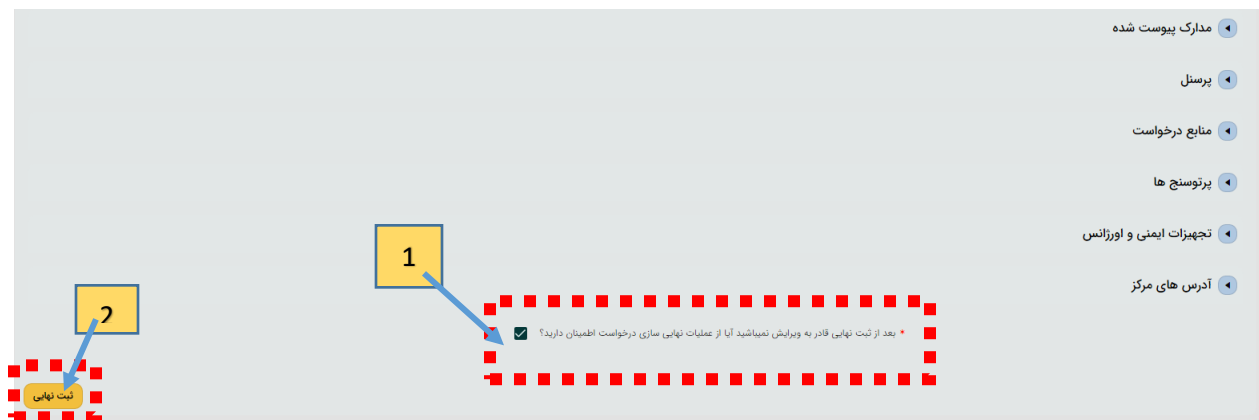 مدارک پیوست شده
پرسنل
منابع درخواست
پرتوسنج ها
تجهیزات ایمنی و اورژانس
1
آدرس های مرکز
2
* بعد از ثبت نهایی قادر به ویرایش نمیباشید آیا از عملیات نهایی سازی درخواست اطمینان دارید؟
ثبت نهایی